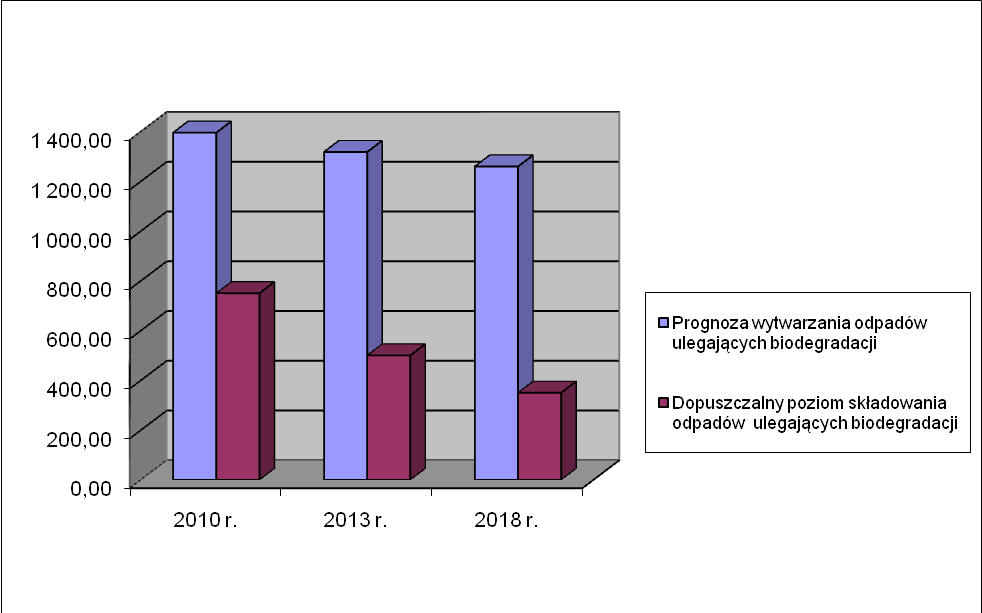 1 400,00
1 200,00
1 000,00
800,00
600,00
400,00
200,00
0,00
2010 r.
2013 r.
2018 r.
Prognoza wytwarzania odpadów
ulegających biodegradacji
Dopuszczalny poziom składowania
odpadów ulegających biodegradacji